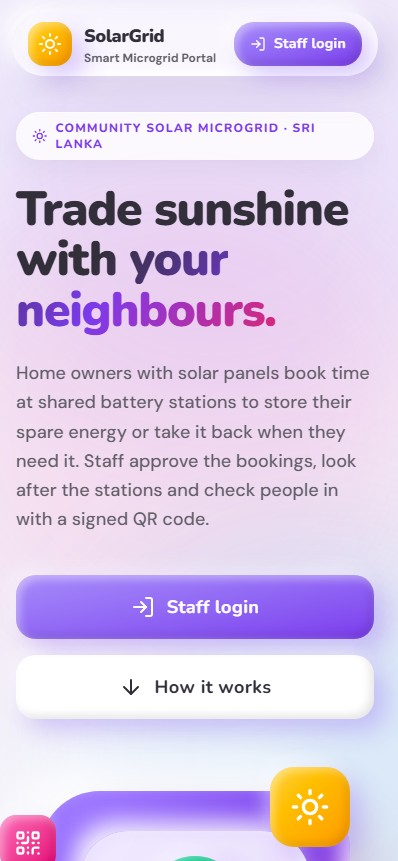 SolarGrid
Smart Microgrid Portal
Staff login
COMMUNITY SOLAR MICROGRID · SRI
LANKA
Trade sunshine
with your
neighbours.
Home owners with solar panels book time
at shared battery stations to store their
spare energy or take it back when they
need it. Staff approve the bookings, look
after the stations and check people in
with a signed QR code.
Staff login
How it works